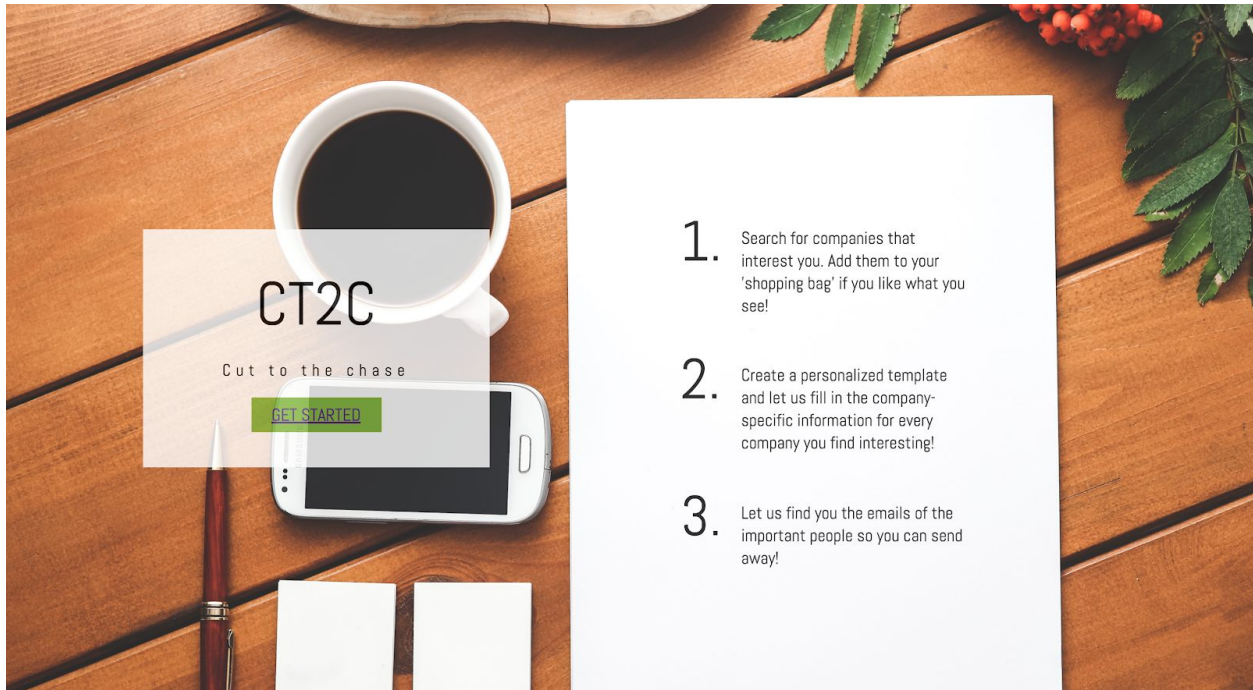 CT2C
Cut to the chase
GET STARTED
1.
Search for companies that
interest you. Add them to your
'shopping bag' if you like what you
see!
2.
Create a personalized template
and let us fill in the company-
specific information for every
company you find interesting!
3.
Let us find you the emails of the
important people so you can send
away!